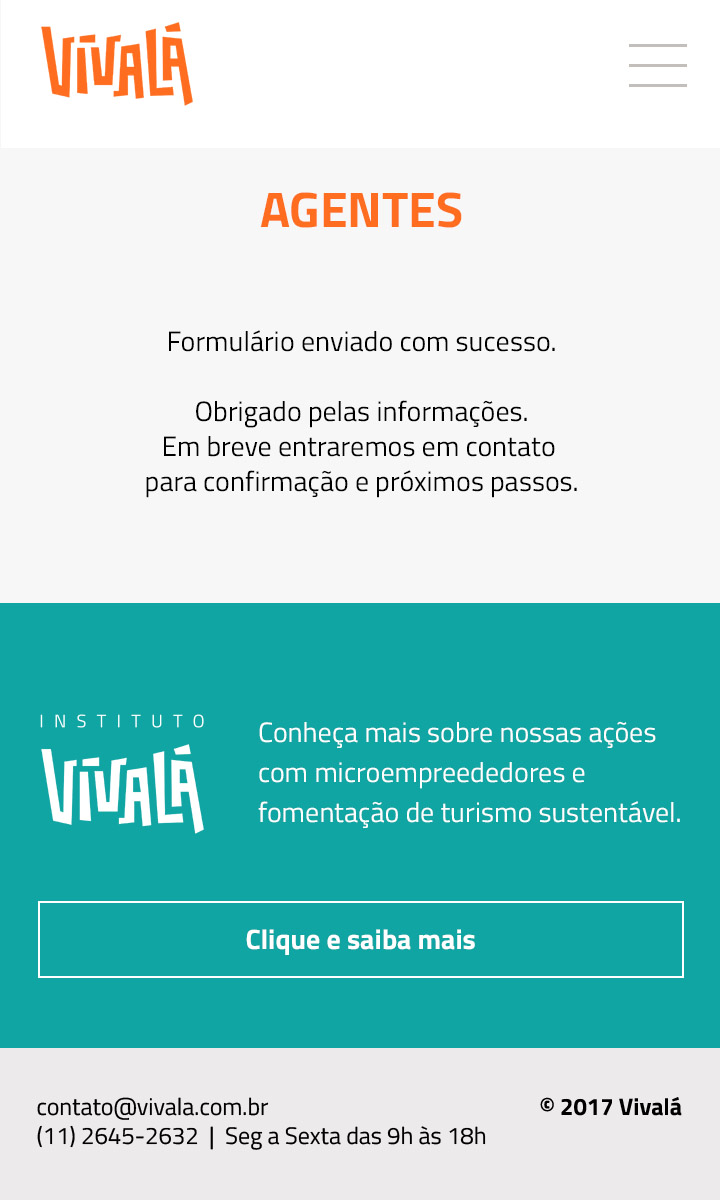 VIVALÁ
AGENTES
Formulário enviado com sucesso.
Obrigado pelas informações.
Em breve entraremos em contato
para confirmação e próximos passos.
INSTITUTO
VIVALÁ
Conheça mais sobre nossas ações
com microempreededores e
fomentação de turismo sustentável.
Clique e saiba mais
contato@vivala.com.br
© 2017 Vivalá
(11) 2645-2632 | Seg a Sexta das 9h às 18h